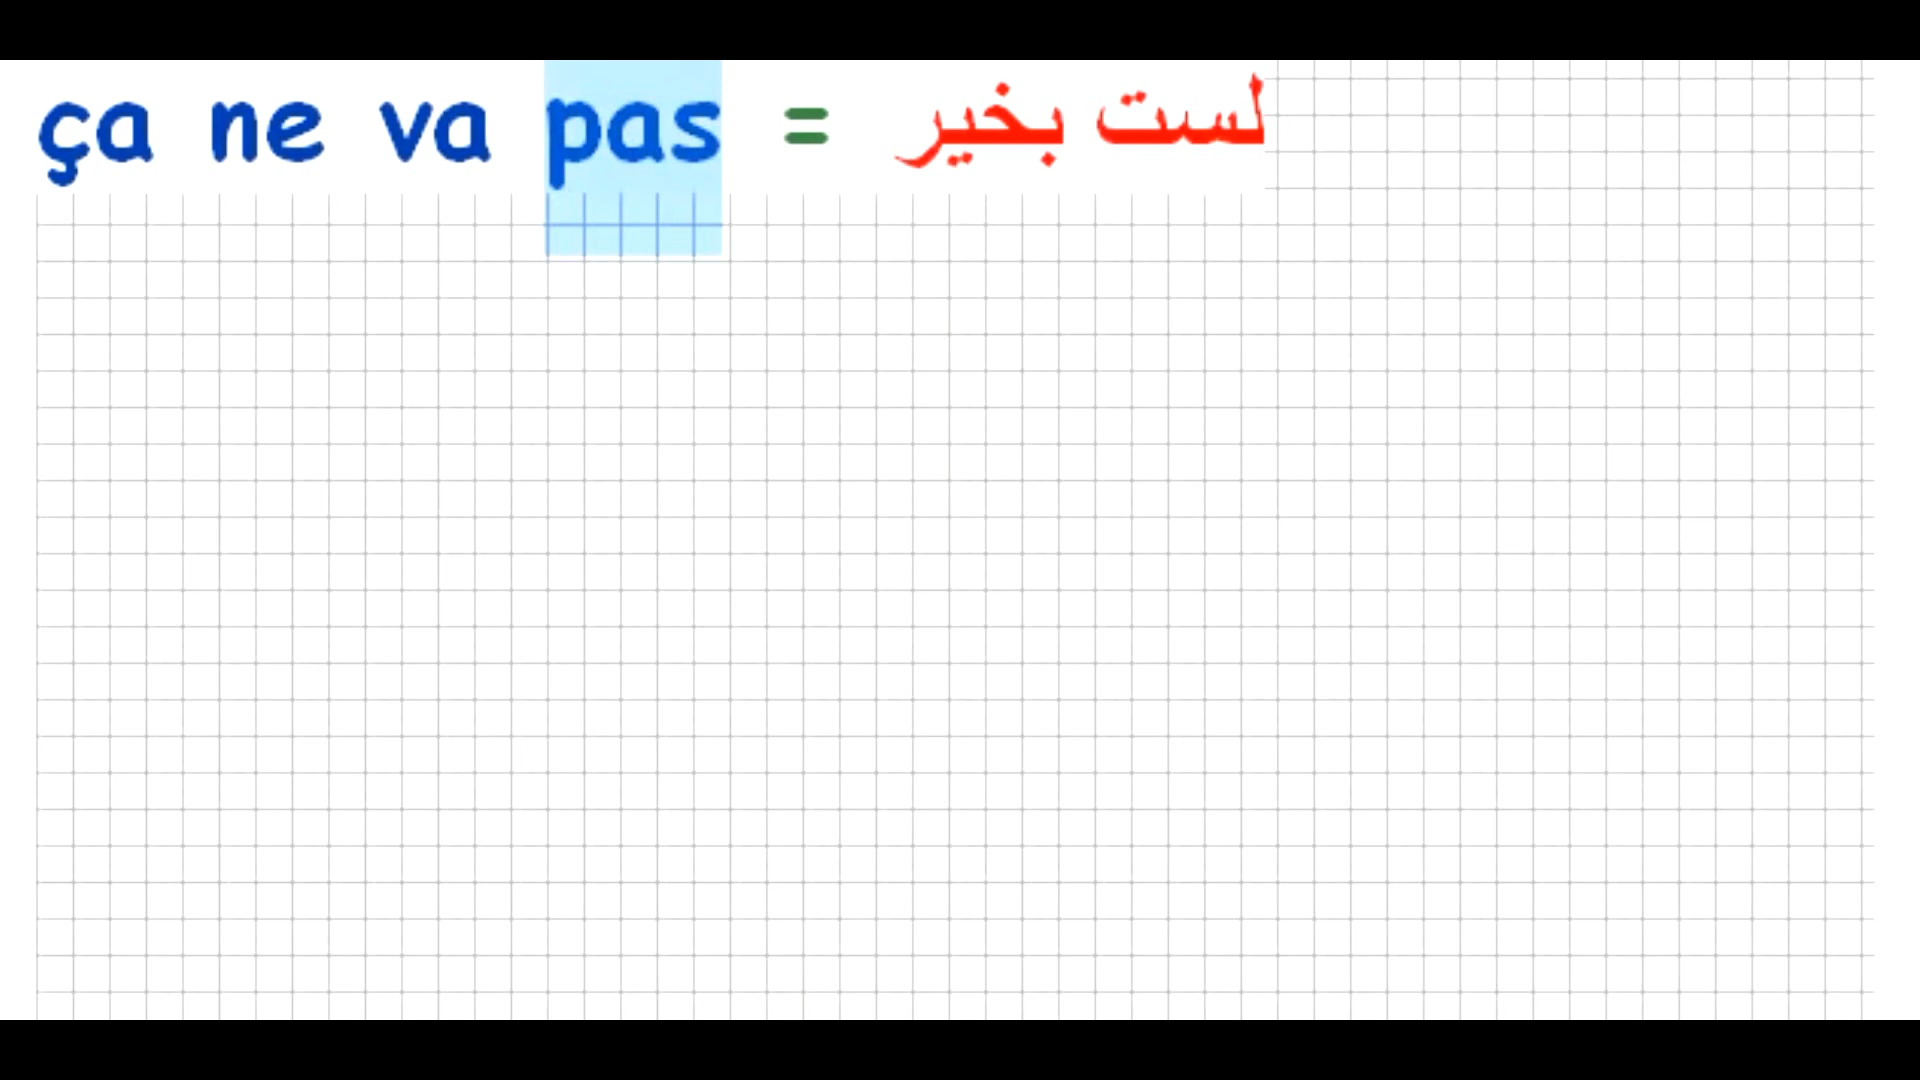 ça ne va pas = لست بخير